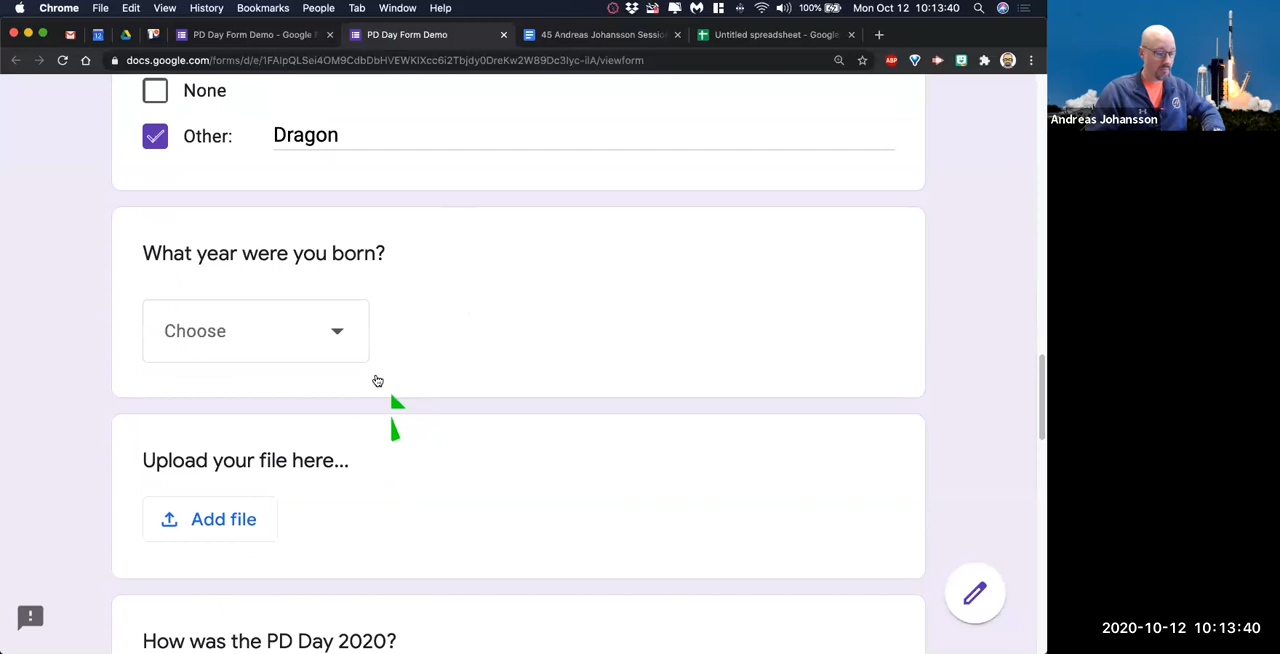 Chrome File Edit View History Bookmarks People Tab Window Help 100% Mon Oct 12 10:13:40
PD Day Form Demo - Google F PD Day Form Demo 45 Andreas Johansson Sessio Untitled spreadsheet - Google
docs.google.com/forms/d/e/1FAIpQLSei4OM9CdbDbHVEWKIXcc6i2Tbjdy0DreKw2W89Dc3Iyc-iIA/viewform
None
Other: Dragon
What year were you born?
Choose
Upload your file here...
Add file
How was the PD Day 2020?
Andreas Johansson
2020-10-12 10:13:40